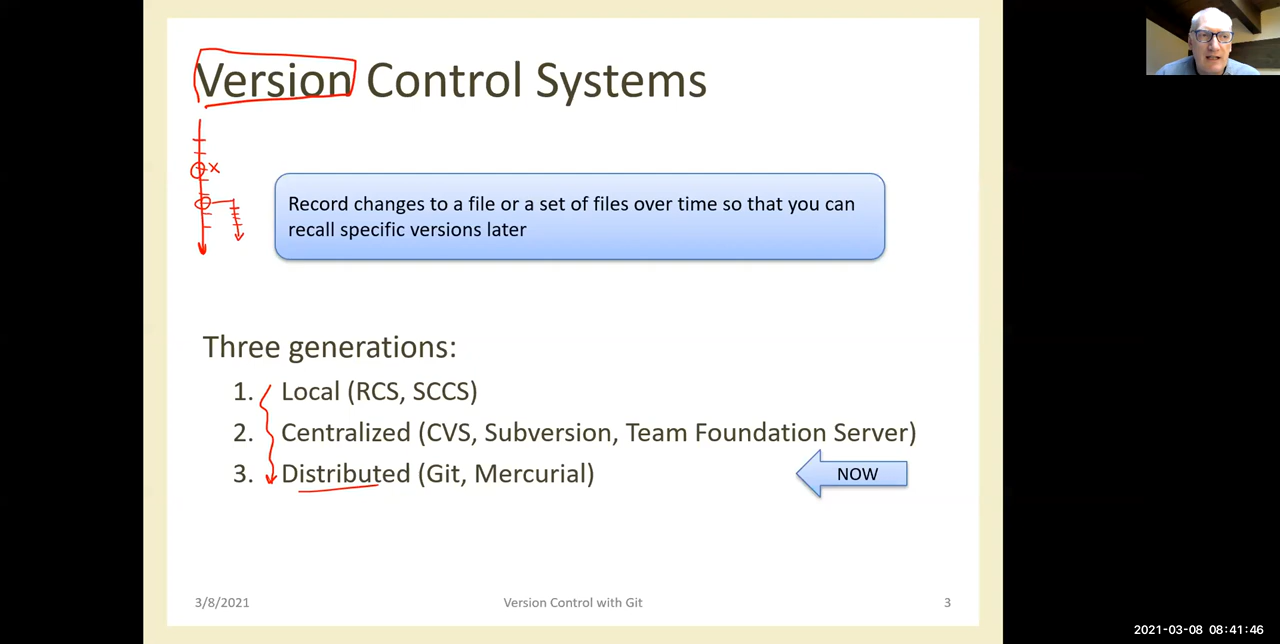 Version Control Systems
x
Record changes to a file or a set of files over time so that you can
recall specific versions later
Three generations:
1. Local (RCS, SCCS)
2. Centralized (CVS, Subversion, Team Foundation Server)
3. Distributed (Git, Mercurial)
NOW
3/8/2021
Version Control with Git
3
2021-03-08 08:41:46